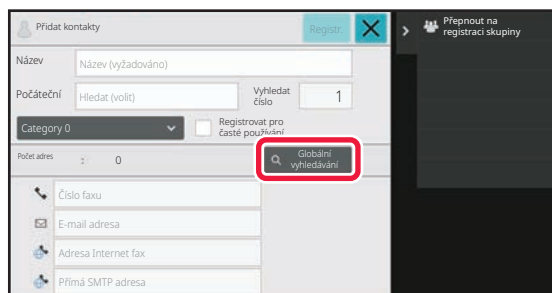 Přidat kontakty
Registr.
Přepnout na
registraci skupiny
Název
Název (vyžadováno)
Počáteční
Hledat (volit)
Vyhledat
číslo
1
Category 0
Registrovat pro
časté používání
Počet adres : 0
Globální
vyhledávání
Číslo faxu
E-mail adresa
Adresa Internet fax
Přímá SMTP adresa